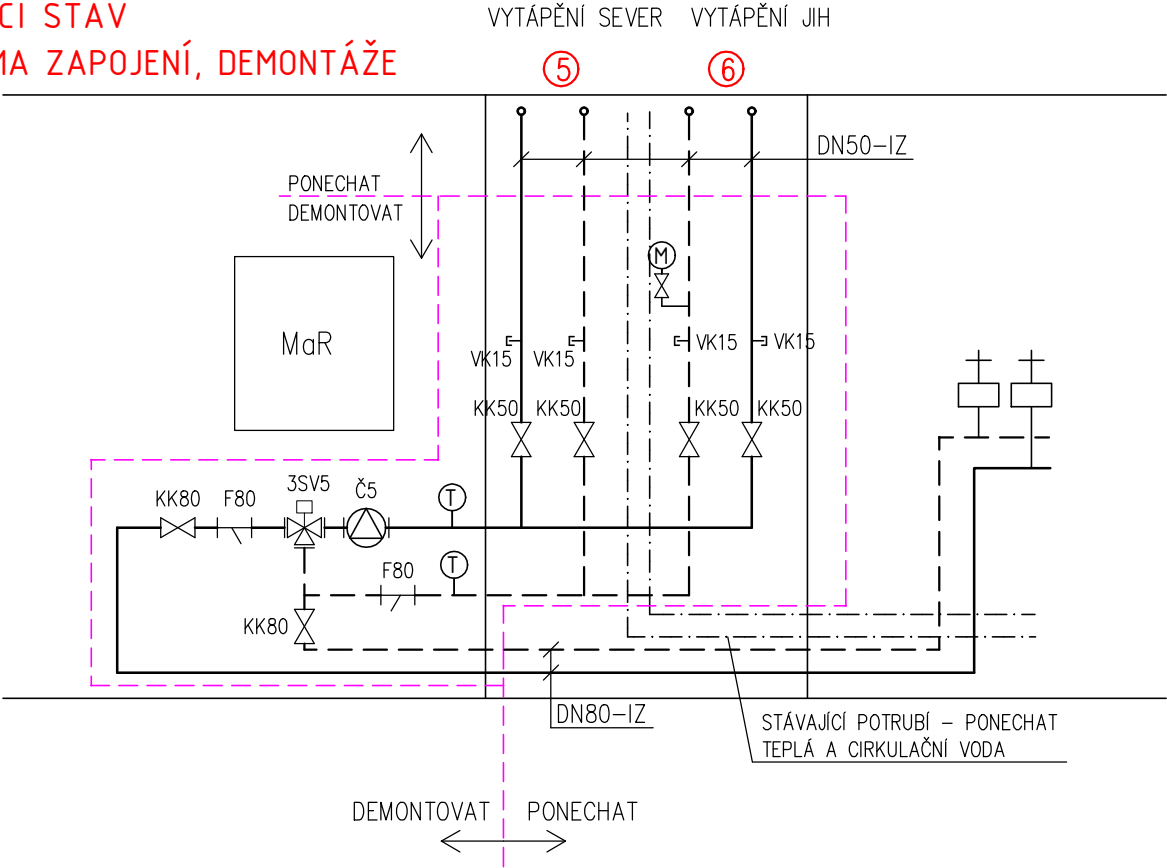 CI STAV
MA ZAPOJENÍ, DEMONTÁŽE
VYTÁPĚNÍ SEVER
VYTÁPĚNÍ JIH
5
6
DN50-IZ
PONECHAT
DEMONTOVAT
M
MaR
VK15
VK15
VK15
VK15
KK50
KK50
KK50
KK50
KK80
F80
3SV5
Č5
T
F80
T
KK80
DN80-IZ
STÁVAJÍCÍ POTRUBÍ - PONECHAT
TEPLÁ A CIRKULAČNÍ VODA
DEMONTOVAT
PONECHAT